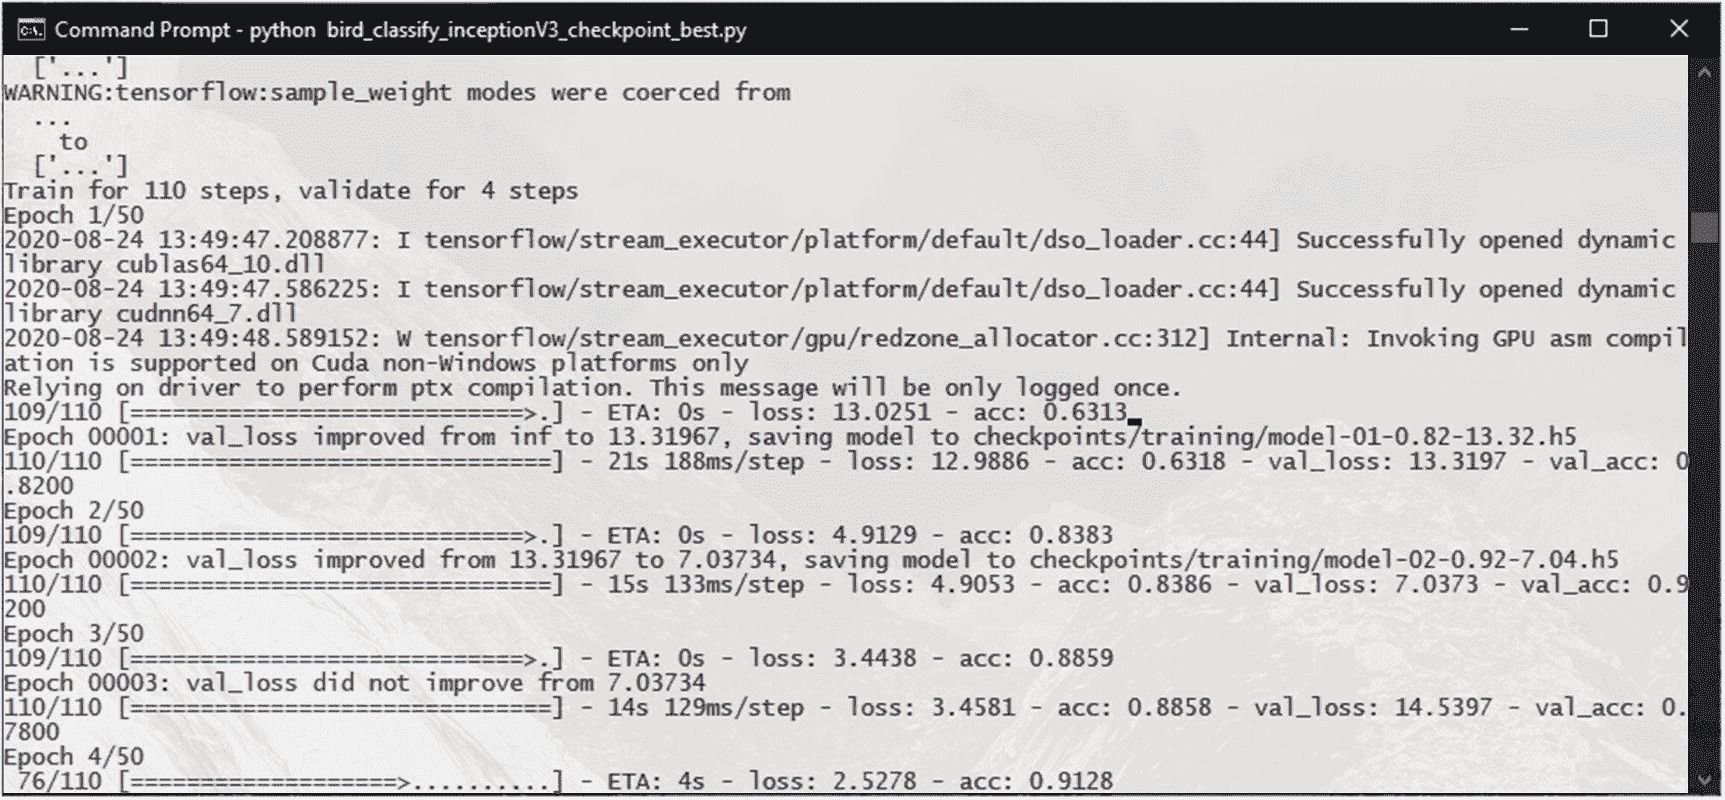 Command Prompt - python  bird_classify_inceptionV3_checkpoint_best.py
['...']
WARNING:tensorflow:sample_weight modes were coerced from
...
to
['...']
Train for 110 steps, validate for 4 steps
Epoch 1/50
2020-08-24 13:49:47.208877: I tensorflow/stream_executor/platform/default/dso_loader.cc:44] Successfully opened dynamic
library cublas64_10.dll
2020-08-24 13:49:47.586225: I tensorflow/stream_executor/platform/default/dso_loader.cc:44] Successfully opened dynamic
library cudnn64_7.dll
2020-08-24 13:49:48.589152: W tensorflow/stream_executor/gpu/redzone_allocator.cc:312] Internal: Invoking GPU asm compil
ation is supported on Cuda non-Windows platforms only
Relying on driver to perform ptx compilation. This message will be only logged once.
109/110 [============================>.] - ETA: 0s - loss: 13.0251 - acc: 0.6313
Epoch 00001: val_loss improved from inf to 13.31967, saving model to checkpoints/training/model-01-0.82-13.32.h5
110/110 [==============================] - 21s 188ms/step - loss: 12.9886 - acc: 0.6318 - val_loss: 13.3197 - val_acc: 0
.8200
Epoch 2/50
109/110 [============================>.] - ETA: 0s - loss: 4.9129 - acc: 0.8383
Epoch 00002: val_loss improved from 13.31967 to 7.03734, saving model to checkpoints/training/model-02-0.92-7.04.h5
110/110 [==============================] - 15s 133ms/step - loss: 4.9053 - acc: 0.8386 - val_loss: 7.0373 - val_acc: 0.9
200
Epoch 3/50
109/110 [============================>.] - ETA: 0s - loss: 3.4438 - acc: 0.8859
Epoch 00003: val_loss did not improve from 7.03734
110/110 [==============================] - 14s 129ms/step - loss: 3.4581 - acc: 0.8858 - val_loss: 14.5397 - val_acc: 0.
7800
Epoch 4/50
76/110 [===================>..........] - ETA: 4s - loss: 2.5278 - acc: 0.9128